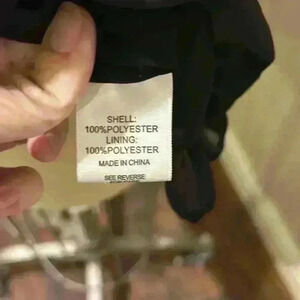 SHELL:
100%POLYESTER
LINING:
100%POLYESTER
MADE IN CHINA
SEE REVERSE